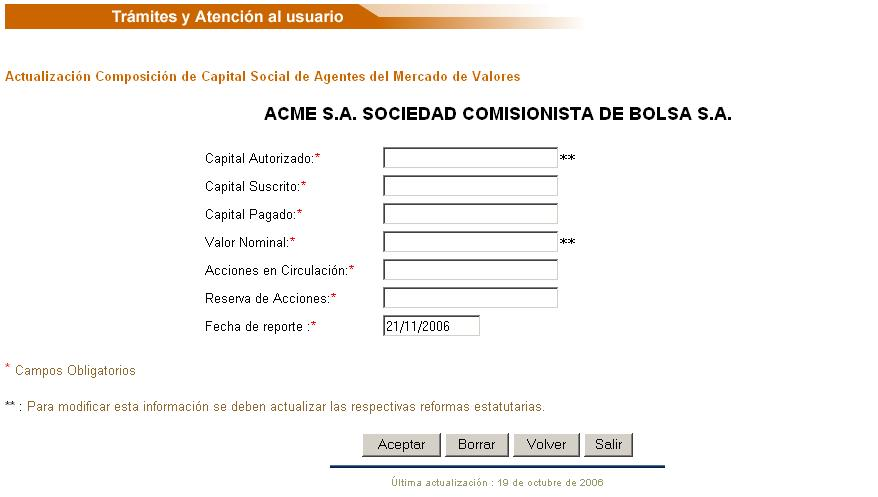 Trámites y Atención al usuario
Actualización Composición de Capital Social de Agentes del Mercado de Valores
ACME S.A. SOCIEDAD COMISIONISTA DE BOLSA S.A.
Capital Autorizado:* **
Capital Suscrito:*
Capital Pagado:*
Valor Nominal:* **
Acciones en Circulación:*
Reserva de Acciones:*
Fecha de reporte :* 21/11/2006
* Campos Obligatorios
** : Para modificar esta información se deben actualizar las respectivas reformas estatutarias.
Aceptar Borrar Volver Salir
Última actualización : 19 de octubre de 2006